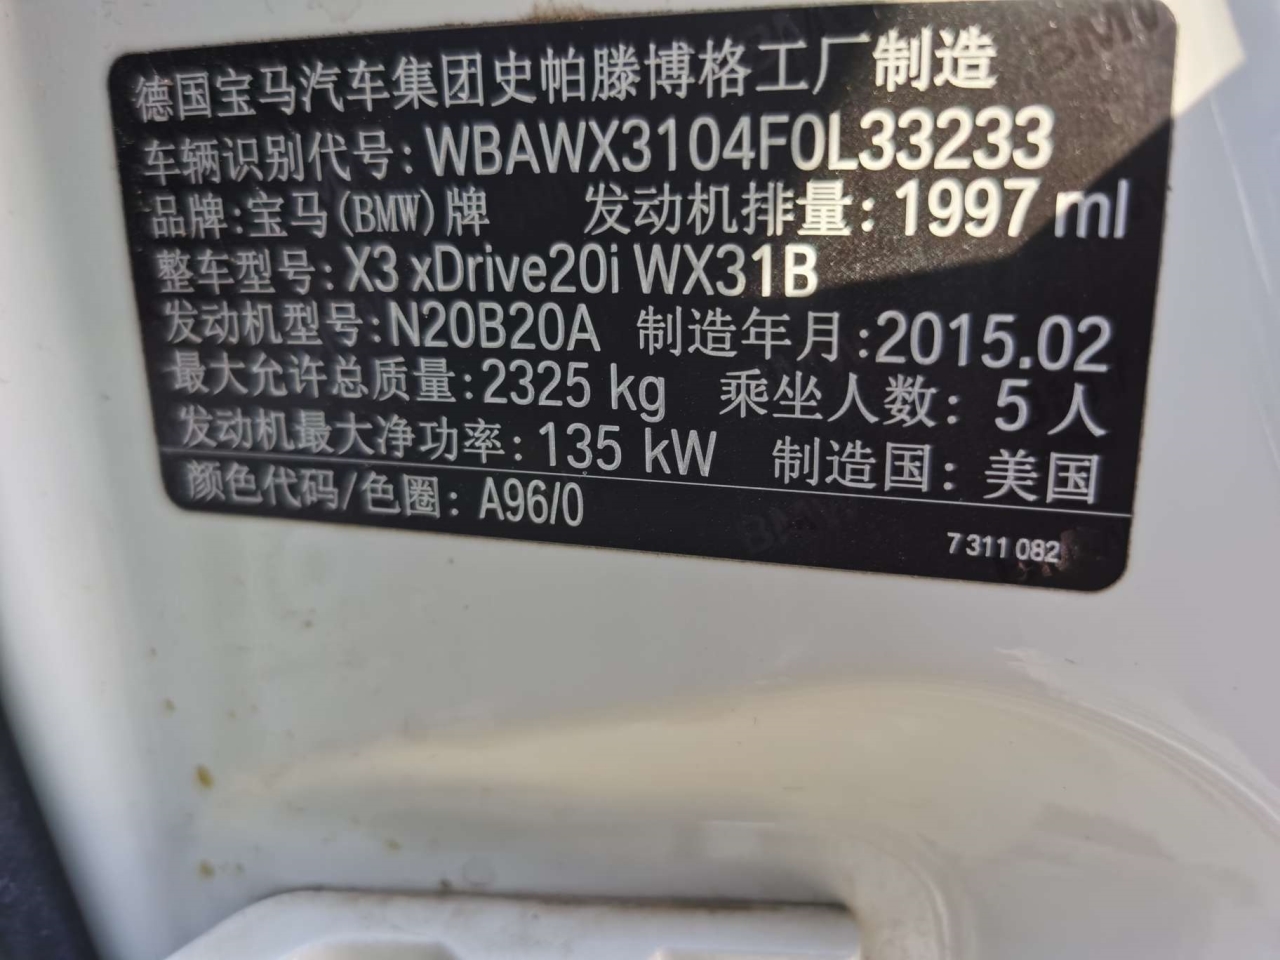 德国宝马汽车集团史帕滕博格工厂制造
车辆识别代号:WBAWX3104F0L33233
品牌:宝马(BMW)牌 发动机排量:1997 ml
整车型号:X3 xDrive20i WX31B
发动机型号:N20B20A 制造年月:2015.02
最大允许总质量:2325 kg 乘坐人数:5人
发动机最大净功率:135 kW 制造国:美国
颜色代码/色圈:A96/0
7 311 082